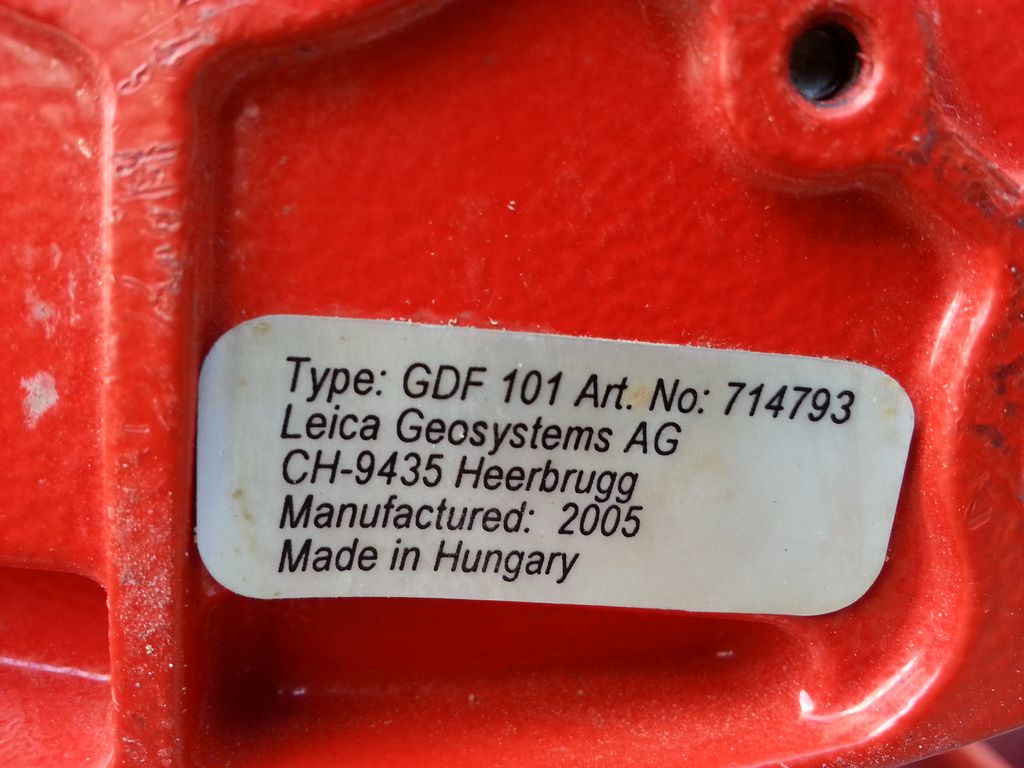 Type: GDF 101 Art. No: 714793
Leica Geosystems AG
CH-9435 Heerbrugg
Manufactured: 2005
Made in Hungary